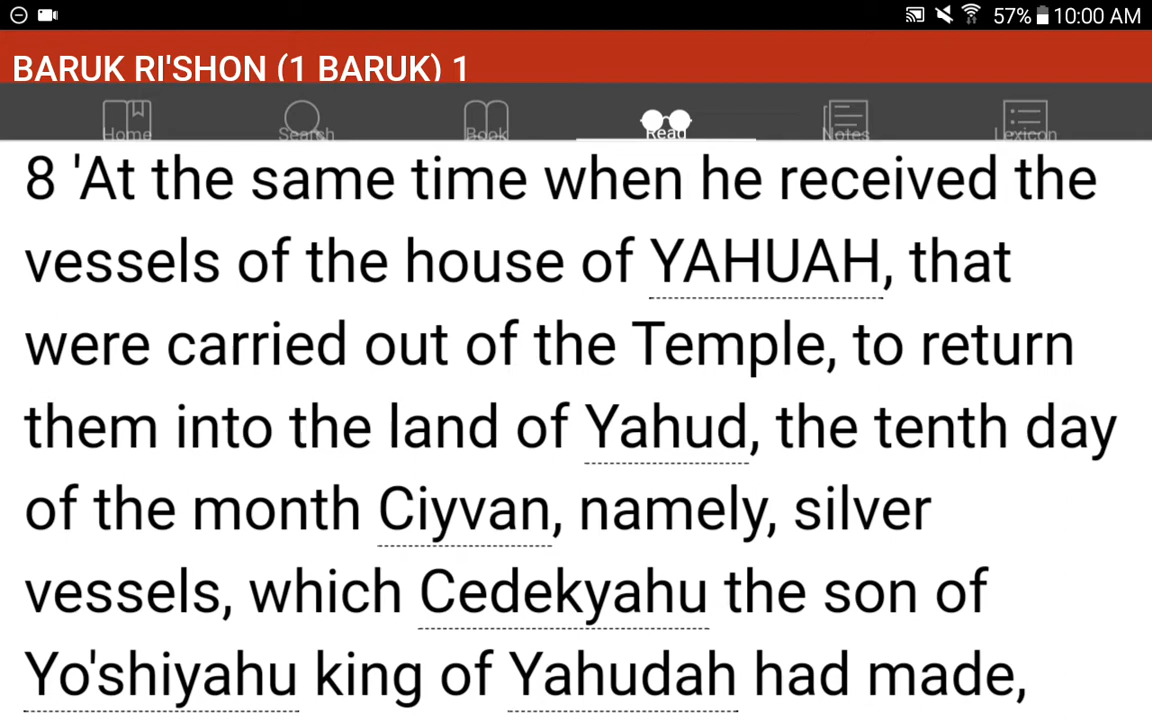 57% 10:00 AM
BARUK RI'SHON (1 BARUK) 1
Home Search Book Read Notes Lexicon
8 'At the same time when he received the
vessels of the house of YAHUAH, that
were carried out of the Temple, to return
them into the land of Yahud, the tenth day
of the month Ciyvan, namely, silver
vessels, which Cedekyahu the son of
Yo'shiyahu king of Yahudah had made,